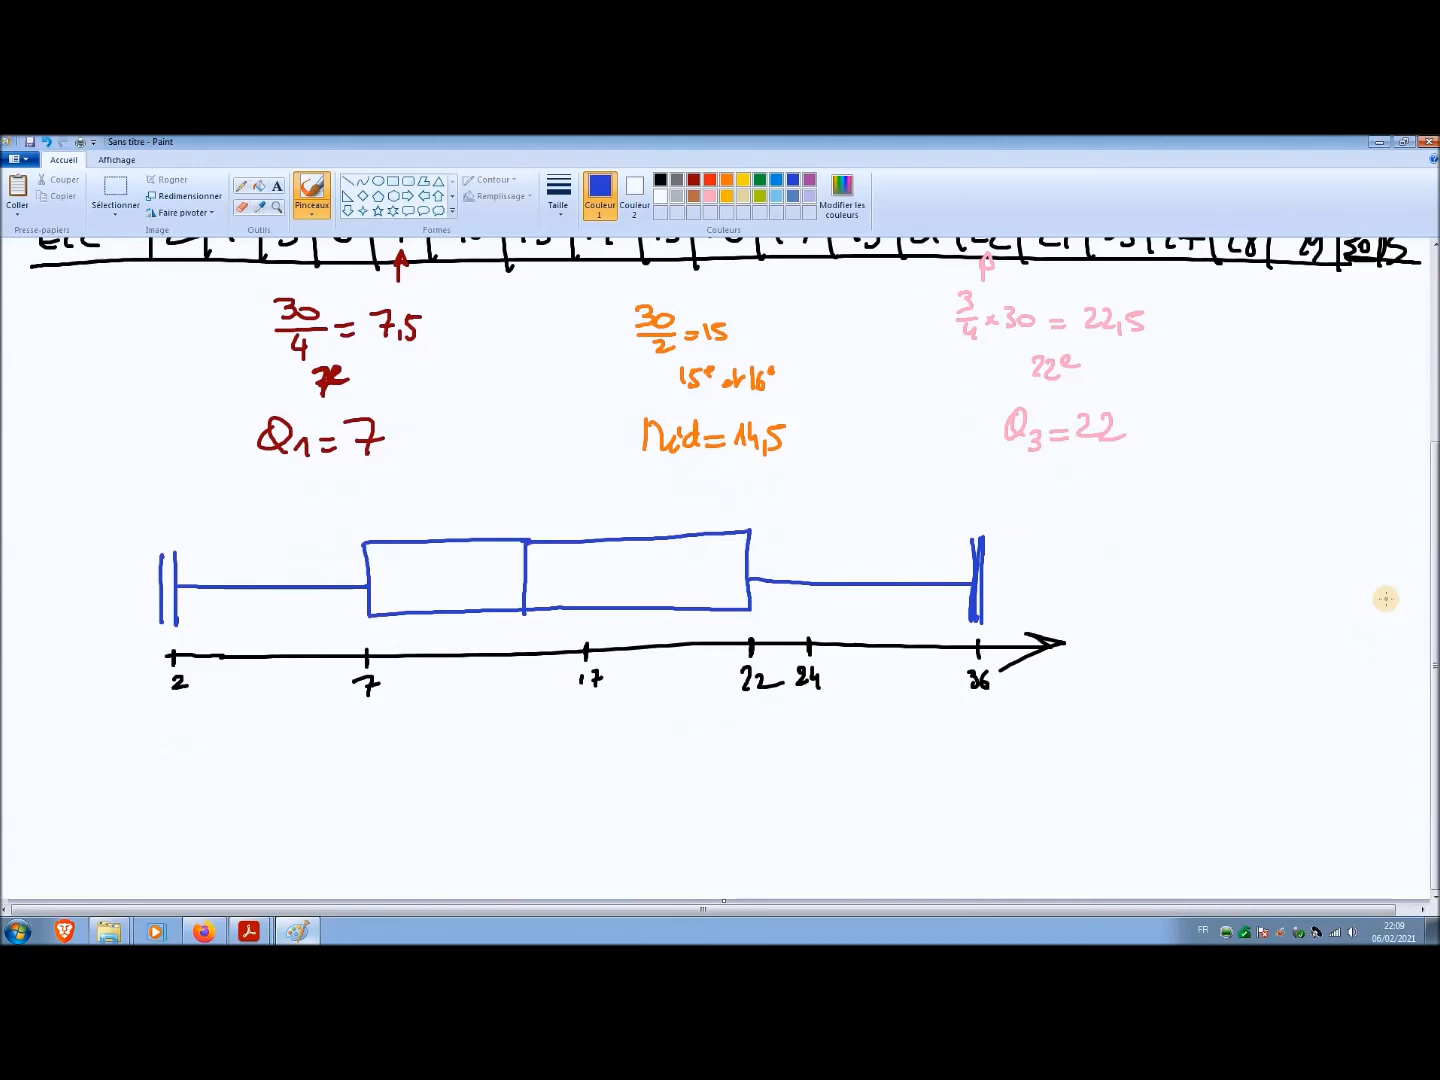 Sans titre - Paint
Accueil Affichage
Coller
Couper
Copier
Presse-papiers
Sélectionner
Rogner
Redimensionner
Faire pivoter
Image
Outils
Pinceaux
Contour
Remplissage
Formes
Taille
Couleur 1
Couleur 2
Modifier les couleurs
Couleurs
30/4 = 7,5
7e
Q1 = 7
30/2 = 15
15e et 16e
Méd = 14,5
3/4 × 30 = 22,5
22e
Q3 = 22
2 7 17 22 24 36
FR
22:09
06/02/2021